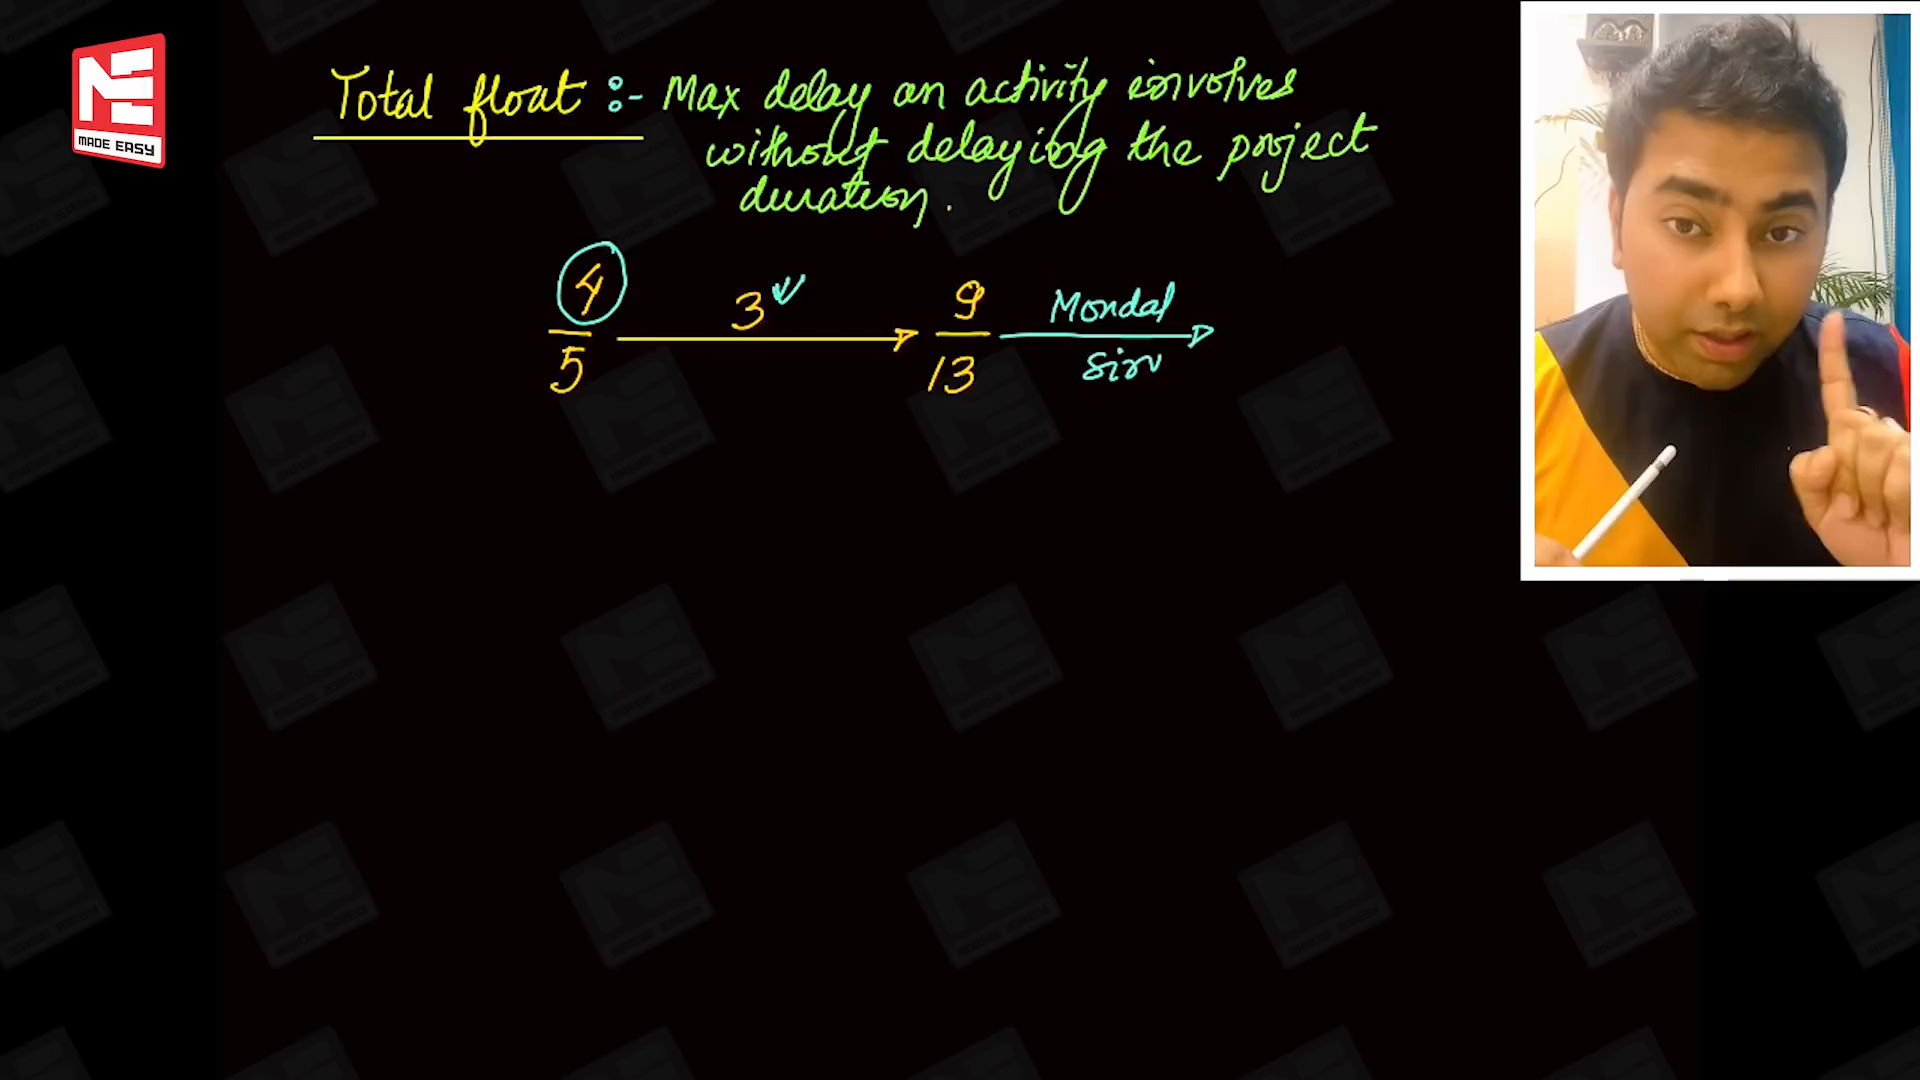 MADE EASY
Total float :- Max delay an activity involves
without delaying the project
duration.
4 3 9 Mondal
5 13 Sir